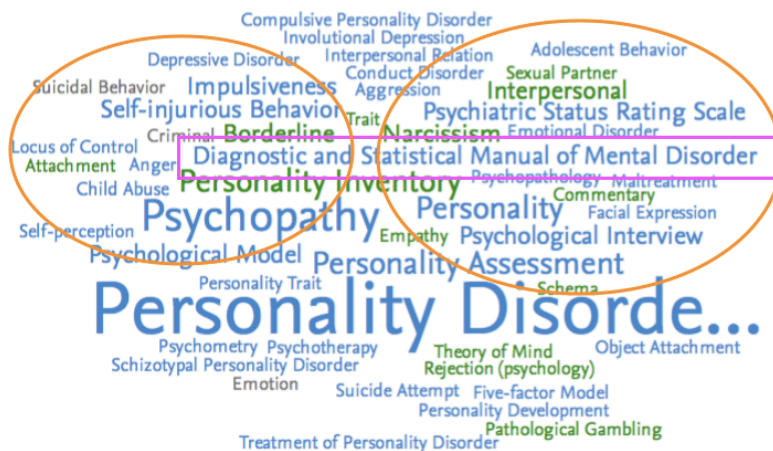 Compulsive Personality Disorder
Involutional Depression
Depressive Disorder Interpersonal Relation Adolescent Behavior
Conduct Disorder Sexual Partner
Suicidal Behavior Impulsiveness Aggression Interpersonal
Self-injurious Behavior Trait Psychiatric Status Rating Scale
Criminal Borderline Narcissism Emotional Disorder
Locus of Control Diagnostic and Statistical Manual of Mental Disorder
Attachment Anger
Child Abuse Personality Inventory Psychopathology Maltreatment
Commentary
Psychopathy Personality Facial Expression
Self-perception Empathy Psychological Interview
Psychological Model Personality Assessment
Personality Trait Schema
Personality Disorde...
Psychometry Psychotherapy Theory of Mind Object Attachment
Schizotypal Personality Disorder Rejection (psychology)
Emotion Suicide Attempt Five-factor Model
Personality Development
Pathological Gambling
Treatment of Personality Disorder